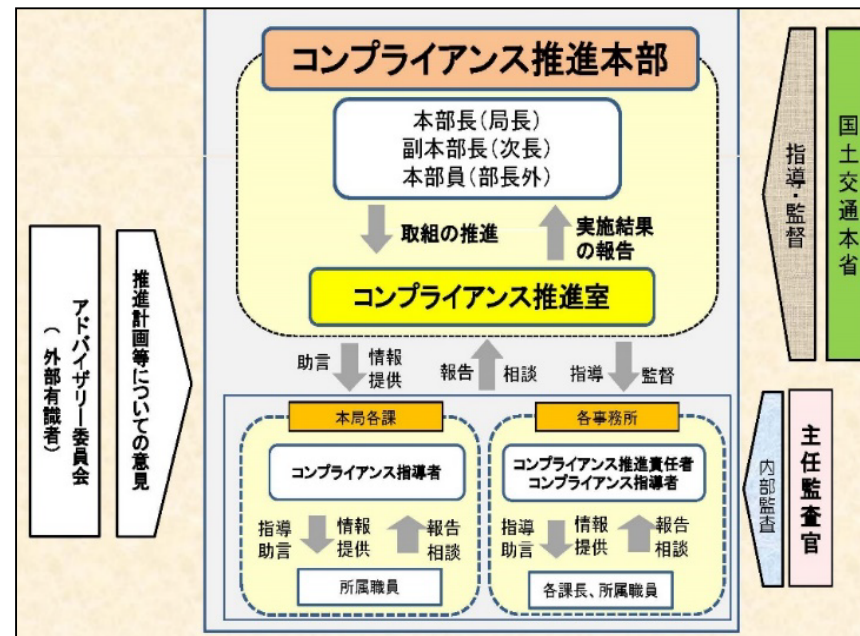 コンプライアンス推進本部
本部長(局長)
副本部長(次長)
本部員(部長外)
取組の推進
実施結果
の報告
コンプライアンス推進室
助言
情報
提供
報告
相談
指導
監督
本局各課
コンプライアンス指導者
指導
助言
情報
提供
報告
相談
所属職員
各事務所
コンプライアンス推進責任者
コンプライアンス指導者
指導
助言
情報
提供
報告
相談
各課長、所属職員
アドバイザリー委員会
(外部有識者)
推進計画等についての意見
指導・監督
国土交通本省
内部監査
主任監査官